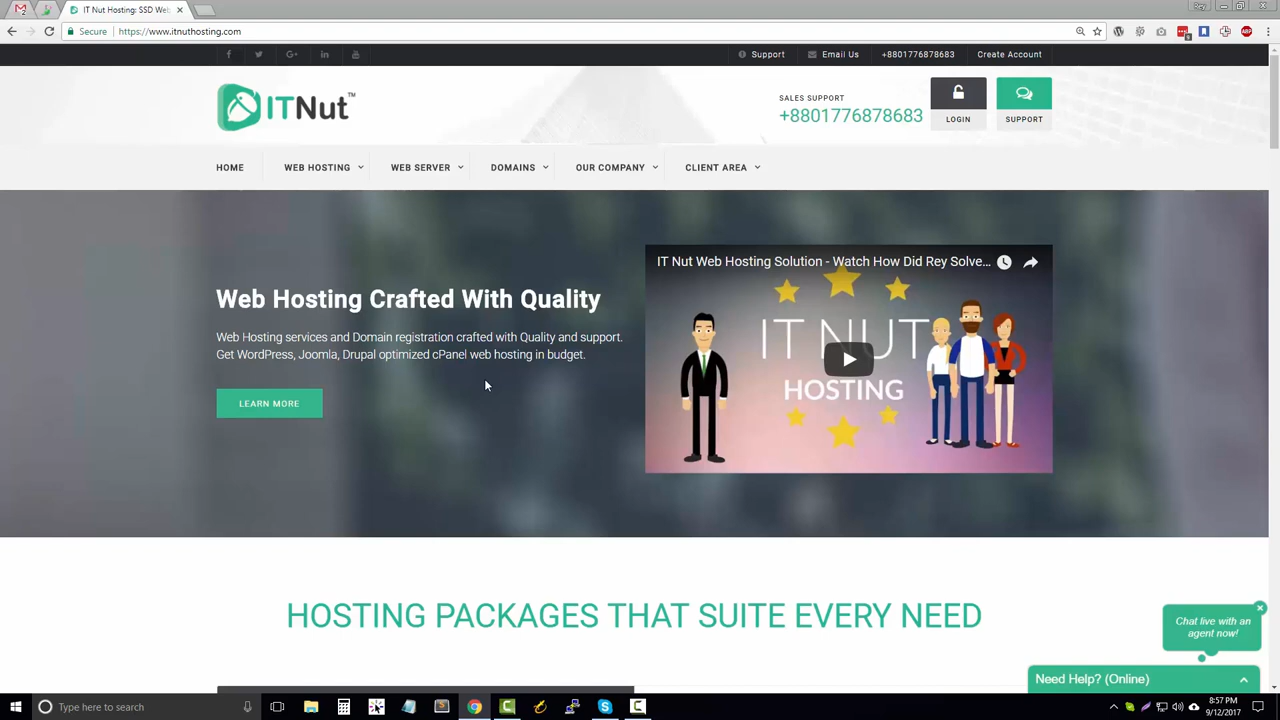 IT Nut Hosting: SSD Web
Rey
Secure https://www.itnuthosting.com
Support Email Us +8801776878683 Create Account
ITNut™
SALES SUPPORT
+8801776878683
LOGIN
SUPPORT
HOME WEB HOSTING WEB SERVER DOMAINS OUR COMPANY CLIENT AREA
Web Hosting Crafted With Quality
Web Hosting services and Domain registration crafted with Quality and support.
Get WordPress, Joomla, Drupal optimized cPanel web hosting in budget.
LEARN MORE
IT Nut Web Hosting Solution - Watch How Did Rey Solve...
IT NUT
HOSTING
HOSTING PACKAGES THAT SUITE EVERY NEED
Chat live with an
agent now!
Need Help? (Online)
Type here to search
8:57 PM
9/12/2017